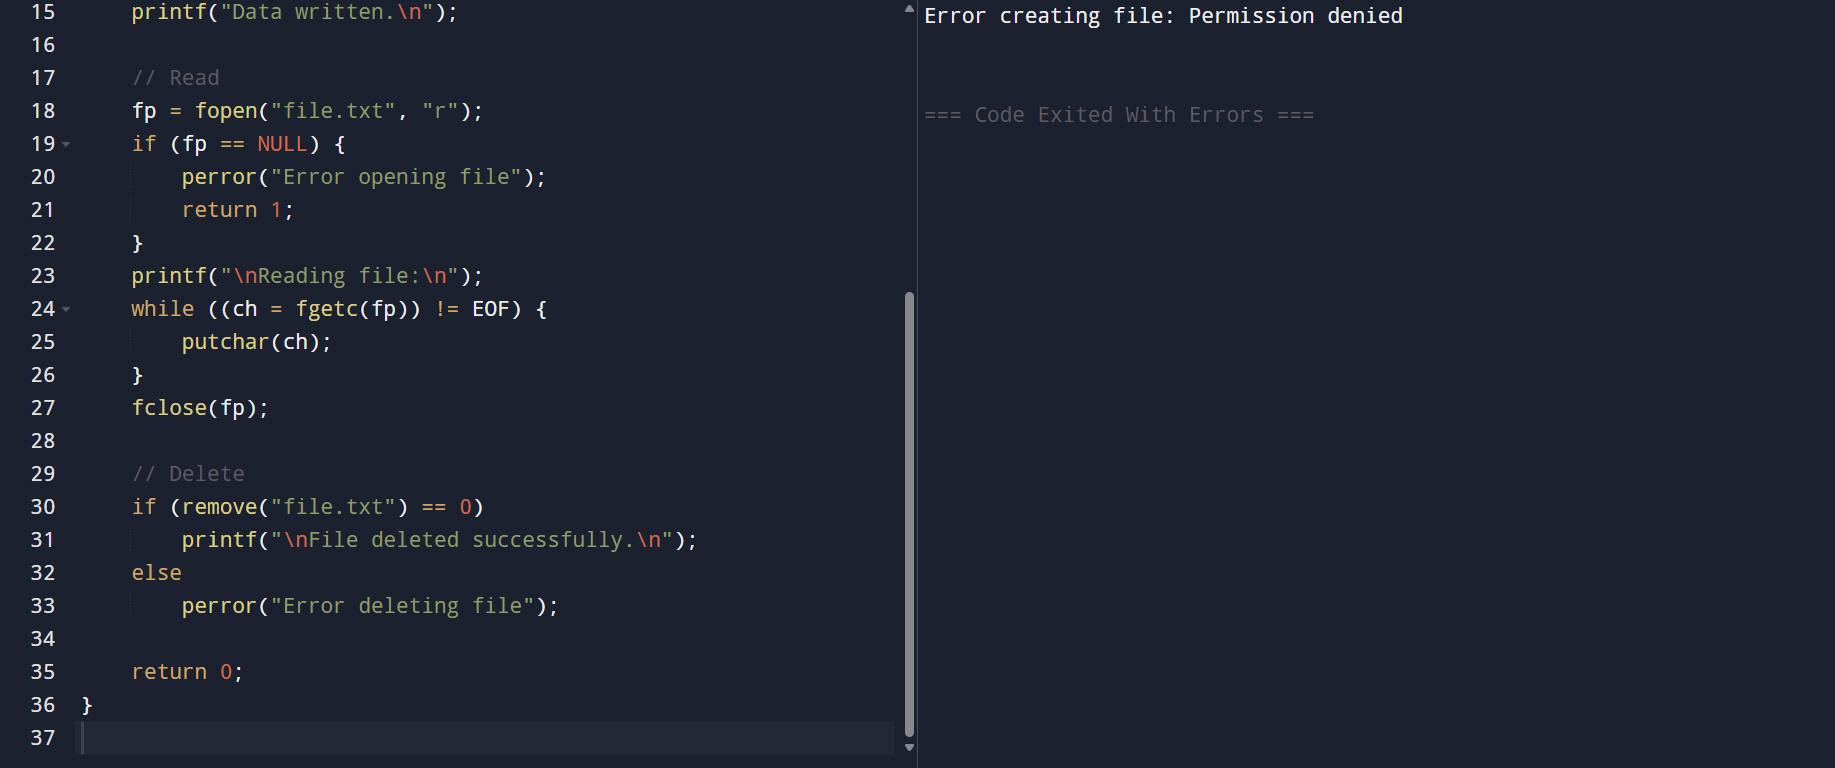 15 printf("Data written.\n");
16
17 // Read
18 fp = fopen("file.txt", "r");
19 if (fp == NULL) {
20 perror("Error opening file");
21 return 1;
22 }
23 printf("\nReading file:\n");
24 while ((ch = fgetc(fp)) != EOF) {
25 putchar(ch);
26 }
27 fclose(fp);
28
29 // Delete
30 if (remove("file.txt") == 0)
31 printf("\nFile deleted successfully.\n");
32 else
33 perror("Error deleting file");
34
35 return 0;
36 }
37
Error creating file: Permission denied
=== Code Exited With Errors ===